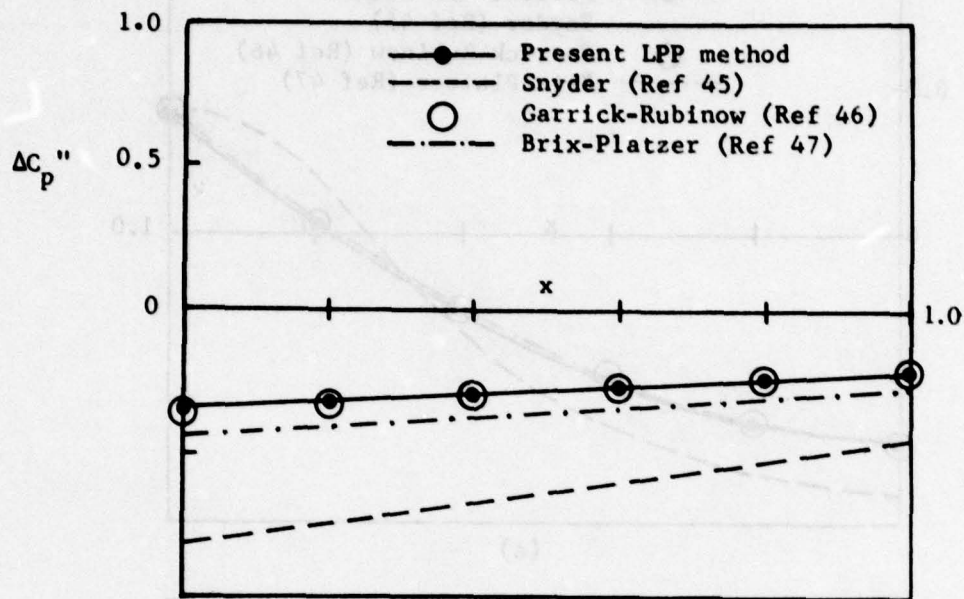 1.0
Present LPP method
Snyder (Ref 45)
Garrick-Rubinow (Ref 46)
Brix-Platzer (Ref 47)
ΔCp"
0.5
x
0
1.0